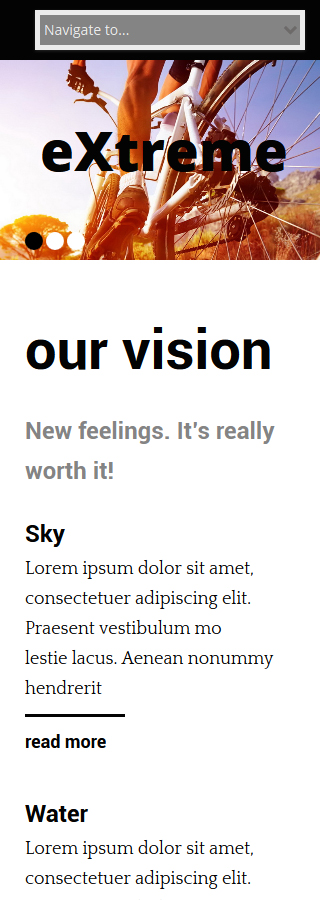 Navigate to...
eXtreme
our vision
New feelings. It's really
worth it!
Sky
Lorem ipsum dolor sit amet,
consectetuer adipiscing elit.
Praesent vestibulum mo
lestie lacus. Aenean nonummy
hendrerit
read more
Water
Lorem ipsum dolor sit amet,
consectetuer adipiscing elit.